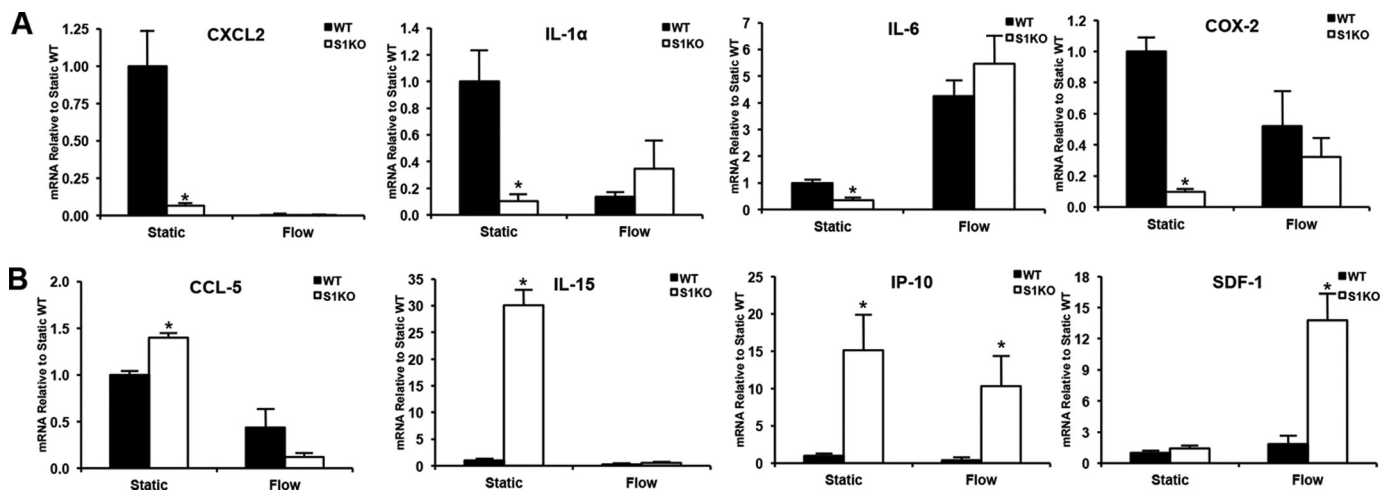 A
CXCL2
WT
S1KO
mRNA Relative to Static WT
1.25
1.00
0.75
0.50
0.25
0.00
*
Static Flow
IL-1α
WT
S1KO
mRNA Relative to Static WT
1.4
1.2
1.0
0.8
0.6
0.4
0.2
0.0
*
Static Flow
IL-6
WT
S1KO
mRNA Relative to Static WT
7
6
5
4
3
2
1
0
*
Static Flow
COX-2
WT
S1KO
mRNA Relative to Static WT
1.2
1.0
0.8
0.6
0.4
0.2
0.0
*
Static Flow
B
CCL-5
WT
S1KO
mRNA Relative to Static WT
2.0
1.5
1.0
0.5
0.0
*
Static Flow
IL-15
WT
S1KO
mRNA Relative to Static WT
35
30
25
20
15
10
5
0
*
Static Flow
IP-10
WT
S1KO
mRNA Relative to Static WT
25
20
15
10
5
0
*
*
Static Flow
SDF-1
WT
S1KO
mRNA Relative to Static WT
18
15
12
9
6
3
0
*
Static Flow